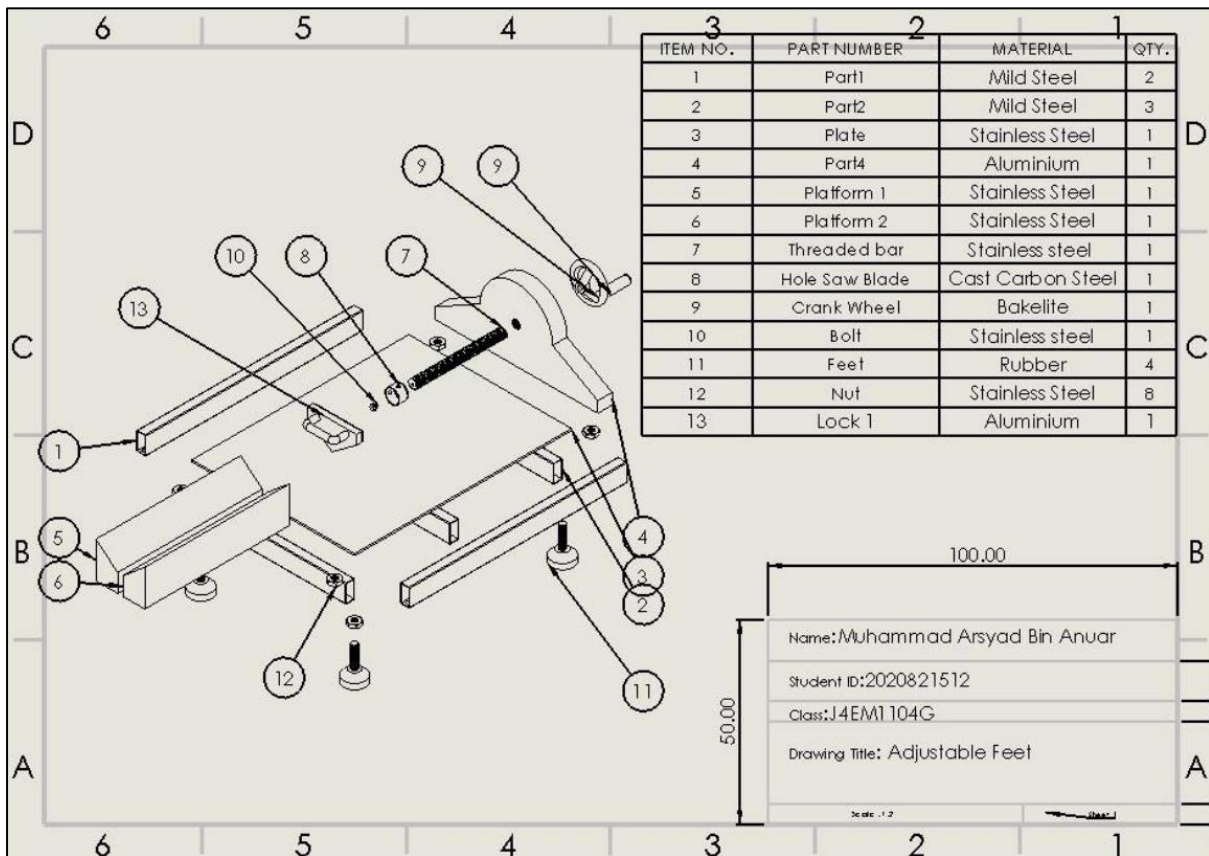 6 5 4 3 2 1
ITEM NO. PART NUMBER MATERIAL QTY.
1 Part1 Mild Steel 2
2 Part2 Mild Steel 3
3 Plate Stainless Steel 1
4 Part4 Aluminium 1
5 Platform 1 Stainless Steel 1
6 Platform 2 Stainless Steel 1
7 Threaded bar Stainless steel 1
8 Hole Saw Blade Cast Carbon Steel 1
9 Crank Wheel Bakelite 1
10 Bolt Stainless steel 1
11 Feet Rubber 4
12 Nut Stainless Steel 8
13 Lock 1 Aluminium 1
D D
9 9
10 8 7
13
C C
1
5
6
4
3
2
12
11
B B
100.00
50.00
Name:Muhammad Arsyad Bin Anuar
Student ID:2020821512
Class:J4EM1104G
Drawing Title: Adjustable Feet
A A
Sheet 1
6 5 4 3 2 1